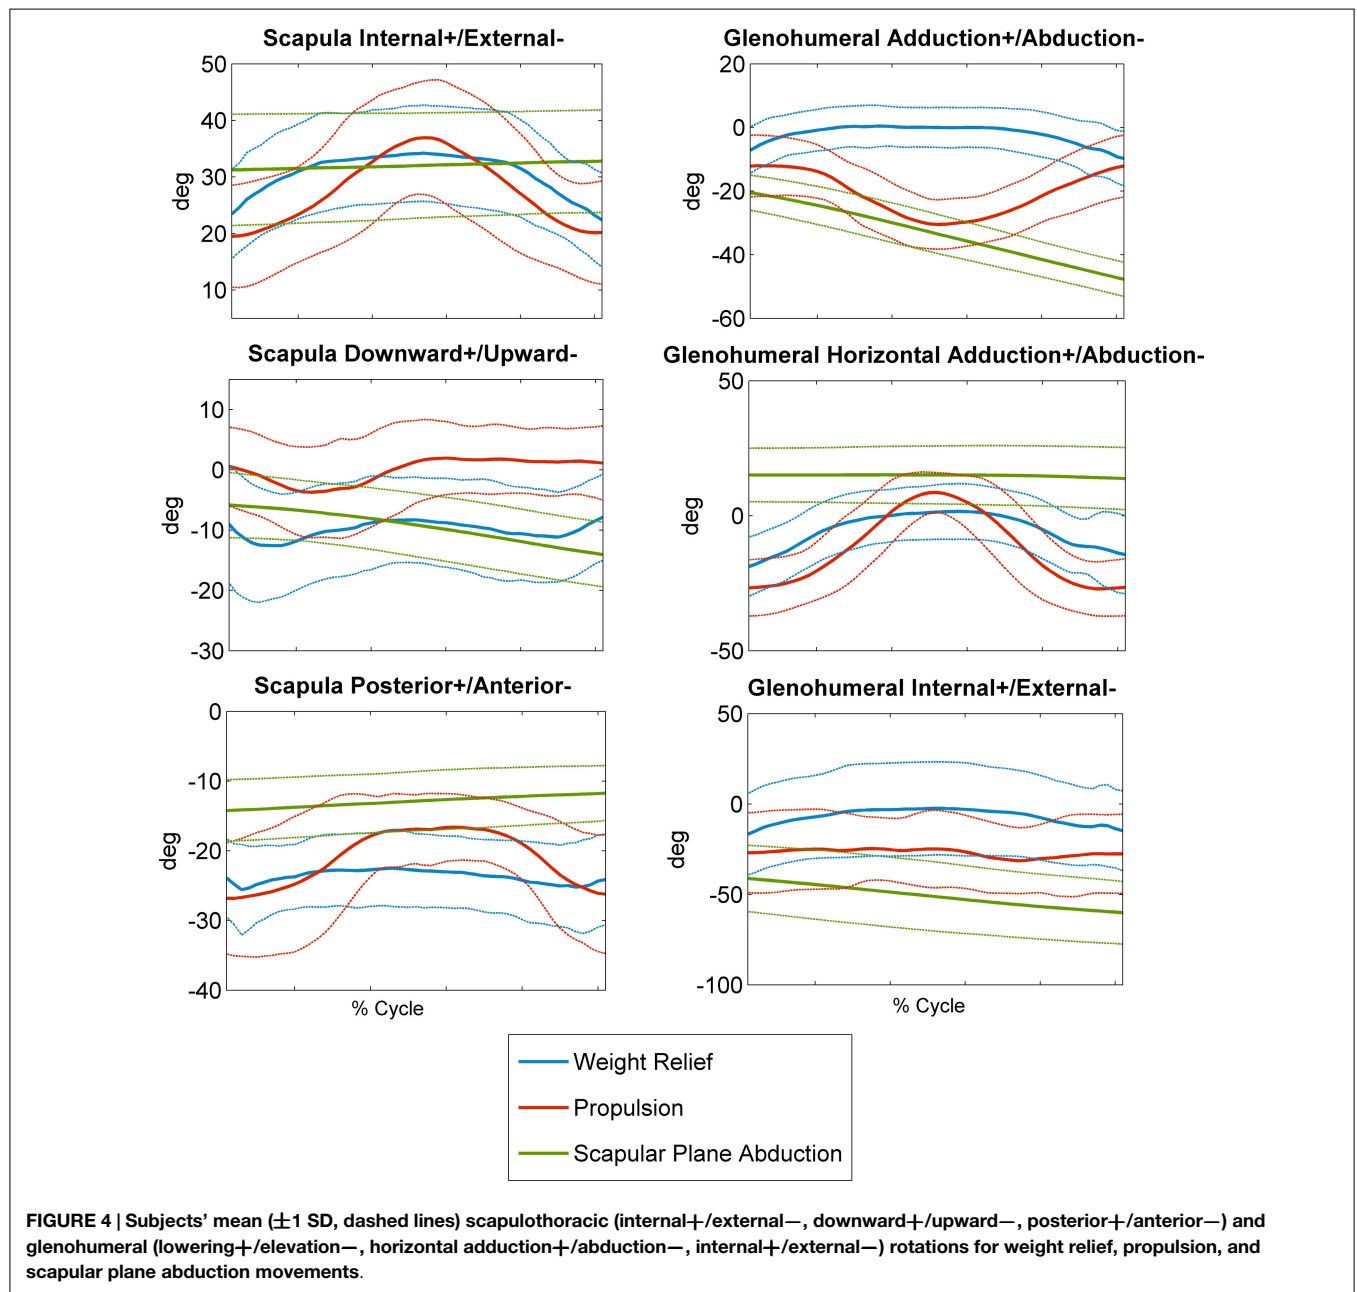 Scapula Internal+/External-
50
40
30
20
10
deg
Glenohumeral Adduction+/Abduction-
20
0
-20
-40
-60
deg
Scapula Downward+/Upward-
10
0
-10
-20
-30
deg
Glenohumeral Horizontal Adduction+/Abduction-
50
0
-50
deg
Scapula Posterior+/Anterior-
0
-10
-20
-30
-40
deg
% Cycle
Glenohumeral Internal+/External-
50
0
-50
-100
deg
% Cycle
Weight Relief
Propulsion
Scapular Plane Abduction
FIGURE 4 | Subjects’ mean (±1 SD, dashed lines) scapulothoracic (internal+/external−, downward+/upward−, posterior+/anterior−) and
glenohumeral (lowering+/elevation−, horizontal adduction+/abduction−, internal+/external−) rotations for weight relief, propulsion, and
scapular plane abduction movements.